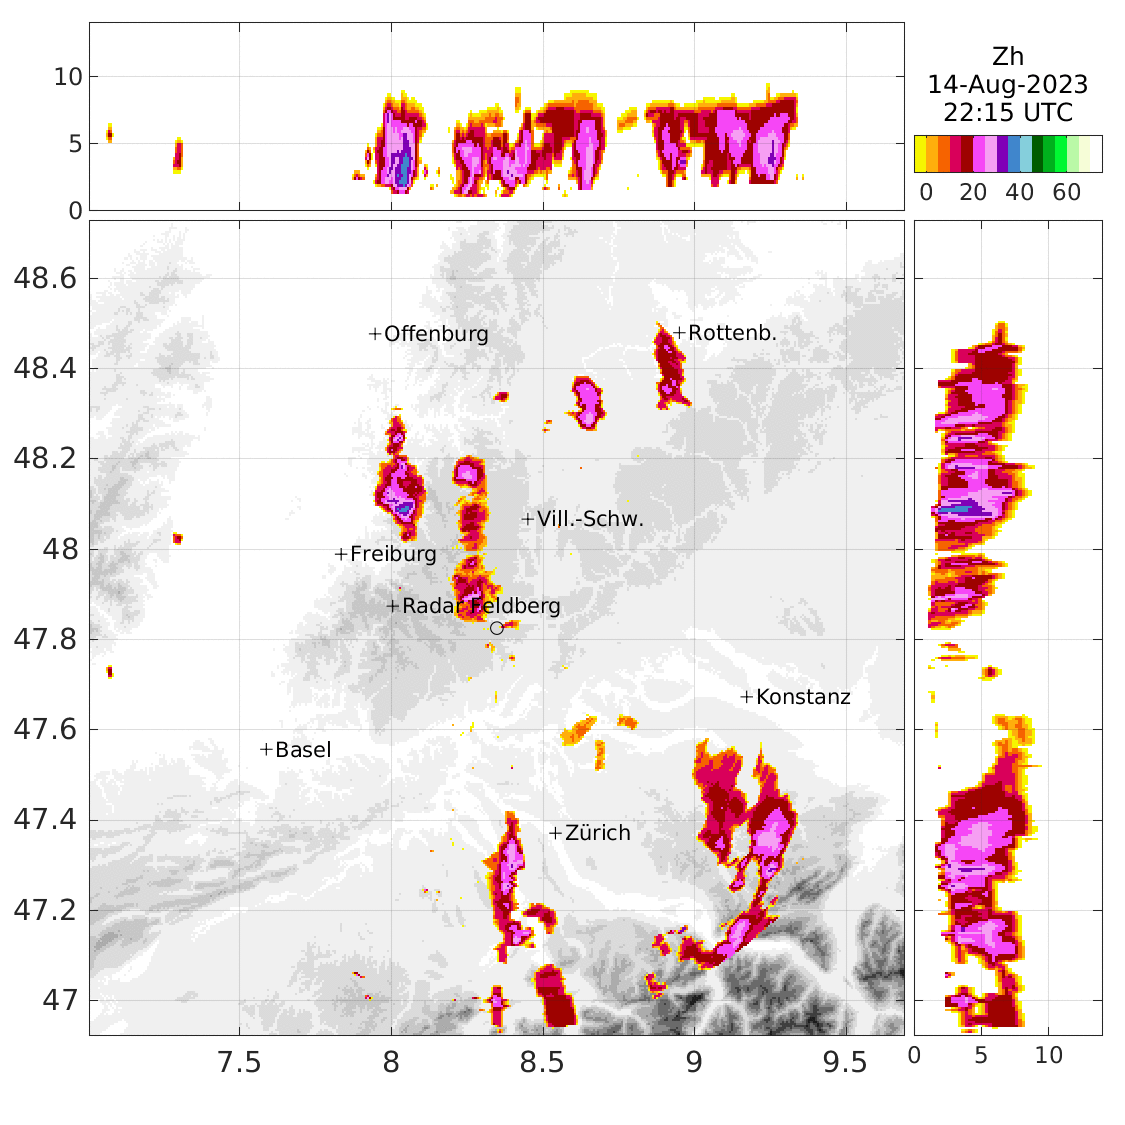 Zh
14-Aug-2023
22:15 UTC
0 20 40 60
10
5
0
48.6
48.4
48.2
48
47.8
47.6
47.4
47.2
47
+Offenburg
+Rottenb.
+Vill.-Schw.
+Freiburg
+Radar Feldberg
+Konstanz
+Basel
+Zürich
7.5 8 8.5 9 9.5
0 5 10